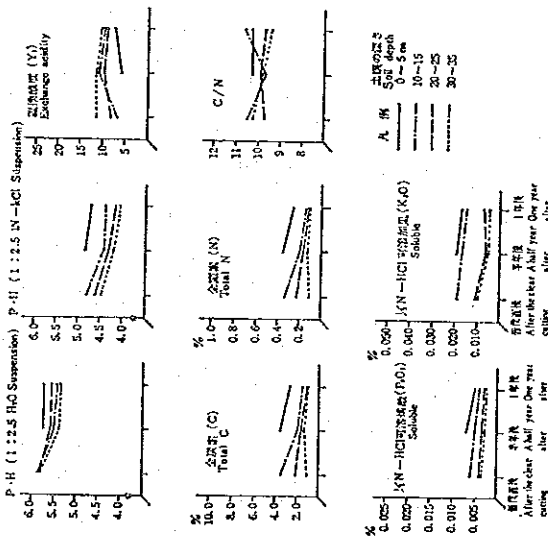 P·H (1:2.5 H₂O Suspension)
6.0
5.5
5.0
4.5
4.0
P·H (1:2.5 1N-KCl Suspension)
6.0
5.5
5.0
4.5
4.0
置換酸度 (Y₁)
Exchange acidity
25
20
15
10
5
%
全炭素 (C)
Total C
10.0
8.0
6.0
4.0
2.0
%
全窒素 (N)
Total N
1.0
0.8
0.6
0.4
0.2
C/N
12
11
10
9
8
%
N-HCl可溶燐酸 (P₂O₅)
Soluble
0.025
0.020
0.015
0.010
0.005
%
N-HCl可溶加里 (K₂O)
Soluble
0.050
0.040
0.030
0.020
0.010
凡例
土壌の深さ
Soil depth
0~5 cm
10~15
20~25
30~35
皆伐直後 半年後 1年後
After the clear A half year One year
cutting after after
皆伐直後 半年後 1年後
After the clear A half year One year
cutting after after